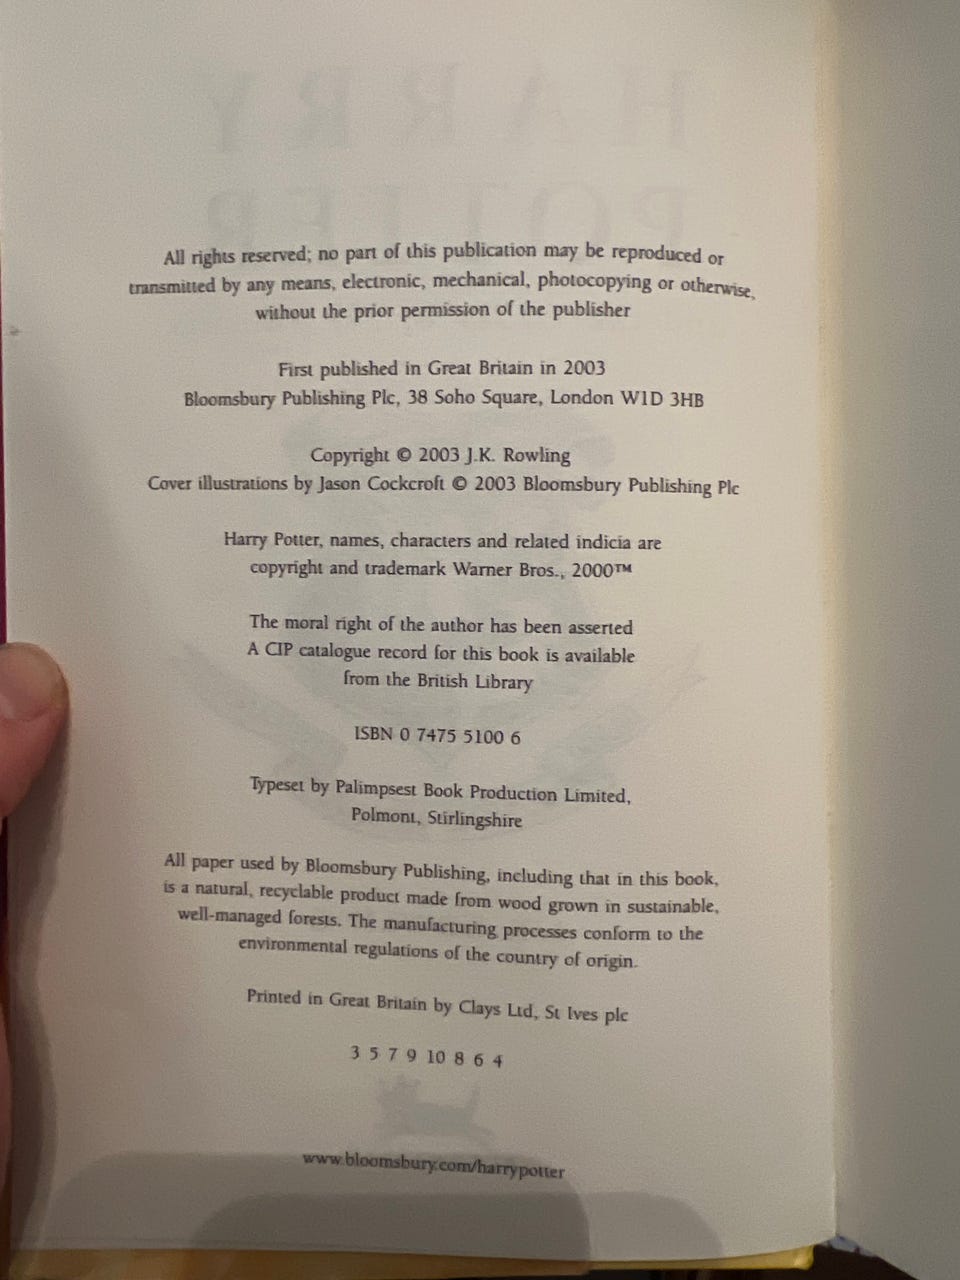 All rights reserved; no part of this publication may be reproduced or
transmitted by any means, electronic, mechanical, photocopying or otherwise,
without the prior permission of the publisher
First published in Great Britain in 2003
Bloomsbury Publishing Plc, 38 Soho Square, London W1D 3HB
Copyright © 2003 J.K. Rowling
Cover illustrations by Jason Cockcroft © 2003 Bloomsbury Publishing Plc
Harry Potter, names, characters and related indicia are
copyright and trademark Warner Bros., 2000™
The moral right of the author has been asserted
A CIP catalogue record for this book is available
from the British Library
ISBN 0 7475 5100 6
Typeset by Palimpsest Book Production Limited,
Polmont, Stirlingshire
All paper used by Bloomsbury Publishing, including that in this book,
is a natural, recyclable product made from wood grown in sustainable,
well-managed forests. The manufacturing processes conform to the
environmental regulations of the country of origin.
Printed in Great Britain by Clays Ltd, St Ives plc
3 5 7 9 10 8 6 4
www.bloomsbury.com/harrypotter